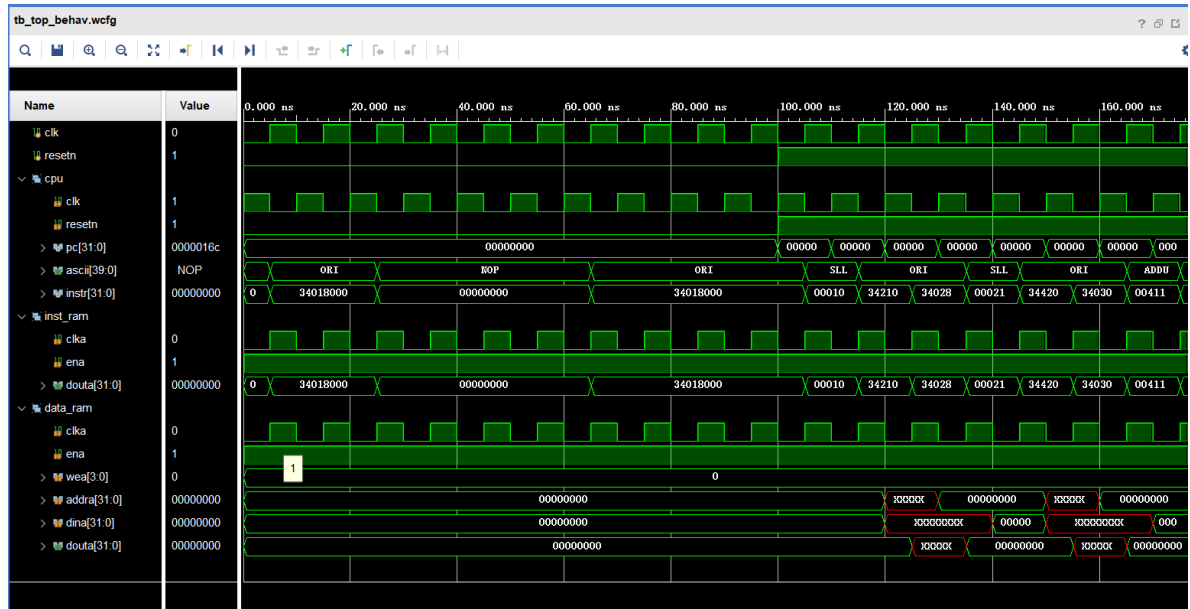 tb_top_behav.wcfg
?
Name Value 0.000 ns 20.000 ns 40.000 ns 60.000 ns 80.000 ns 100.000 ns 120.000 ns 140.000 ns 160.000 ns
clk 0
resetn 1
cpu
clk 1
resetn 1
pc[31:0] 0000016c 00000000 00000 00000 00000 00000 00000 00000 00000 000
ascii[39:0] NOP ORI NOP ORI SLL ORI SLL ORI ADDU
instr[31:0] 00000000 0 34018000 00000000 34018000 00010 34210 34028 00021 34420 34030 00411
inst_ram
clka 0
ena 1
douta[31:0] 00000000 0 34018000 00000000 34018000 00010 34210 34028 00021 34420 34030 00411
data_ram
clka 0
ena 1
1
wea[3:0] 0 0
addra[31:0] 00000000 00000000 XXXXX 00000000 XXXXX 00000000
dina[31:0] 00000000 00000000 XXXXXXXX 00000 XXXXXXXX 000
douta[31:0] 00000000 00000000 XXXXX 00000000 XXXXX 00000000